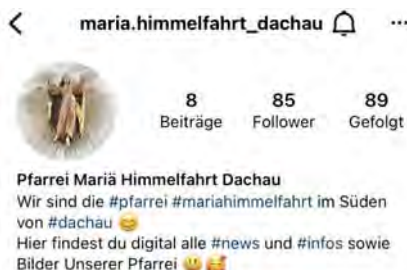 maria.himmelfahrt_dachau
8 85 89
Beiträge Follower Gefolgt
Pfarrei Mariä Himmelfahrt Dachau
Wir sind die #pfarrei #mariahimmelfahrt im Süden
von #dachau 😊
Hier findest du digital alle #news und #infos sowie
Bilder Unserer Pfarrei 😃🥰